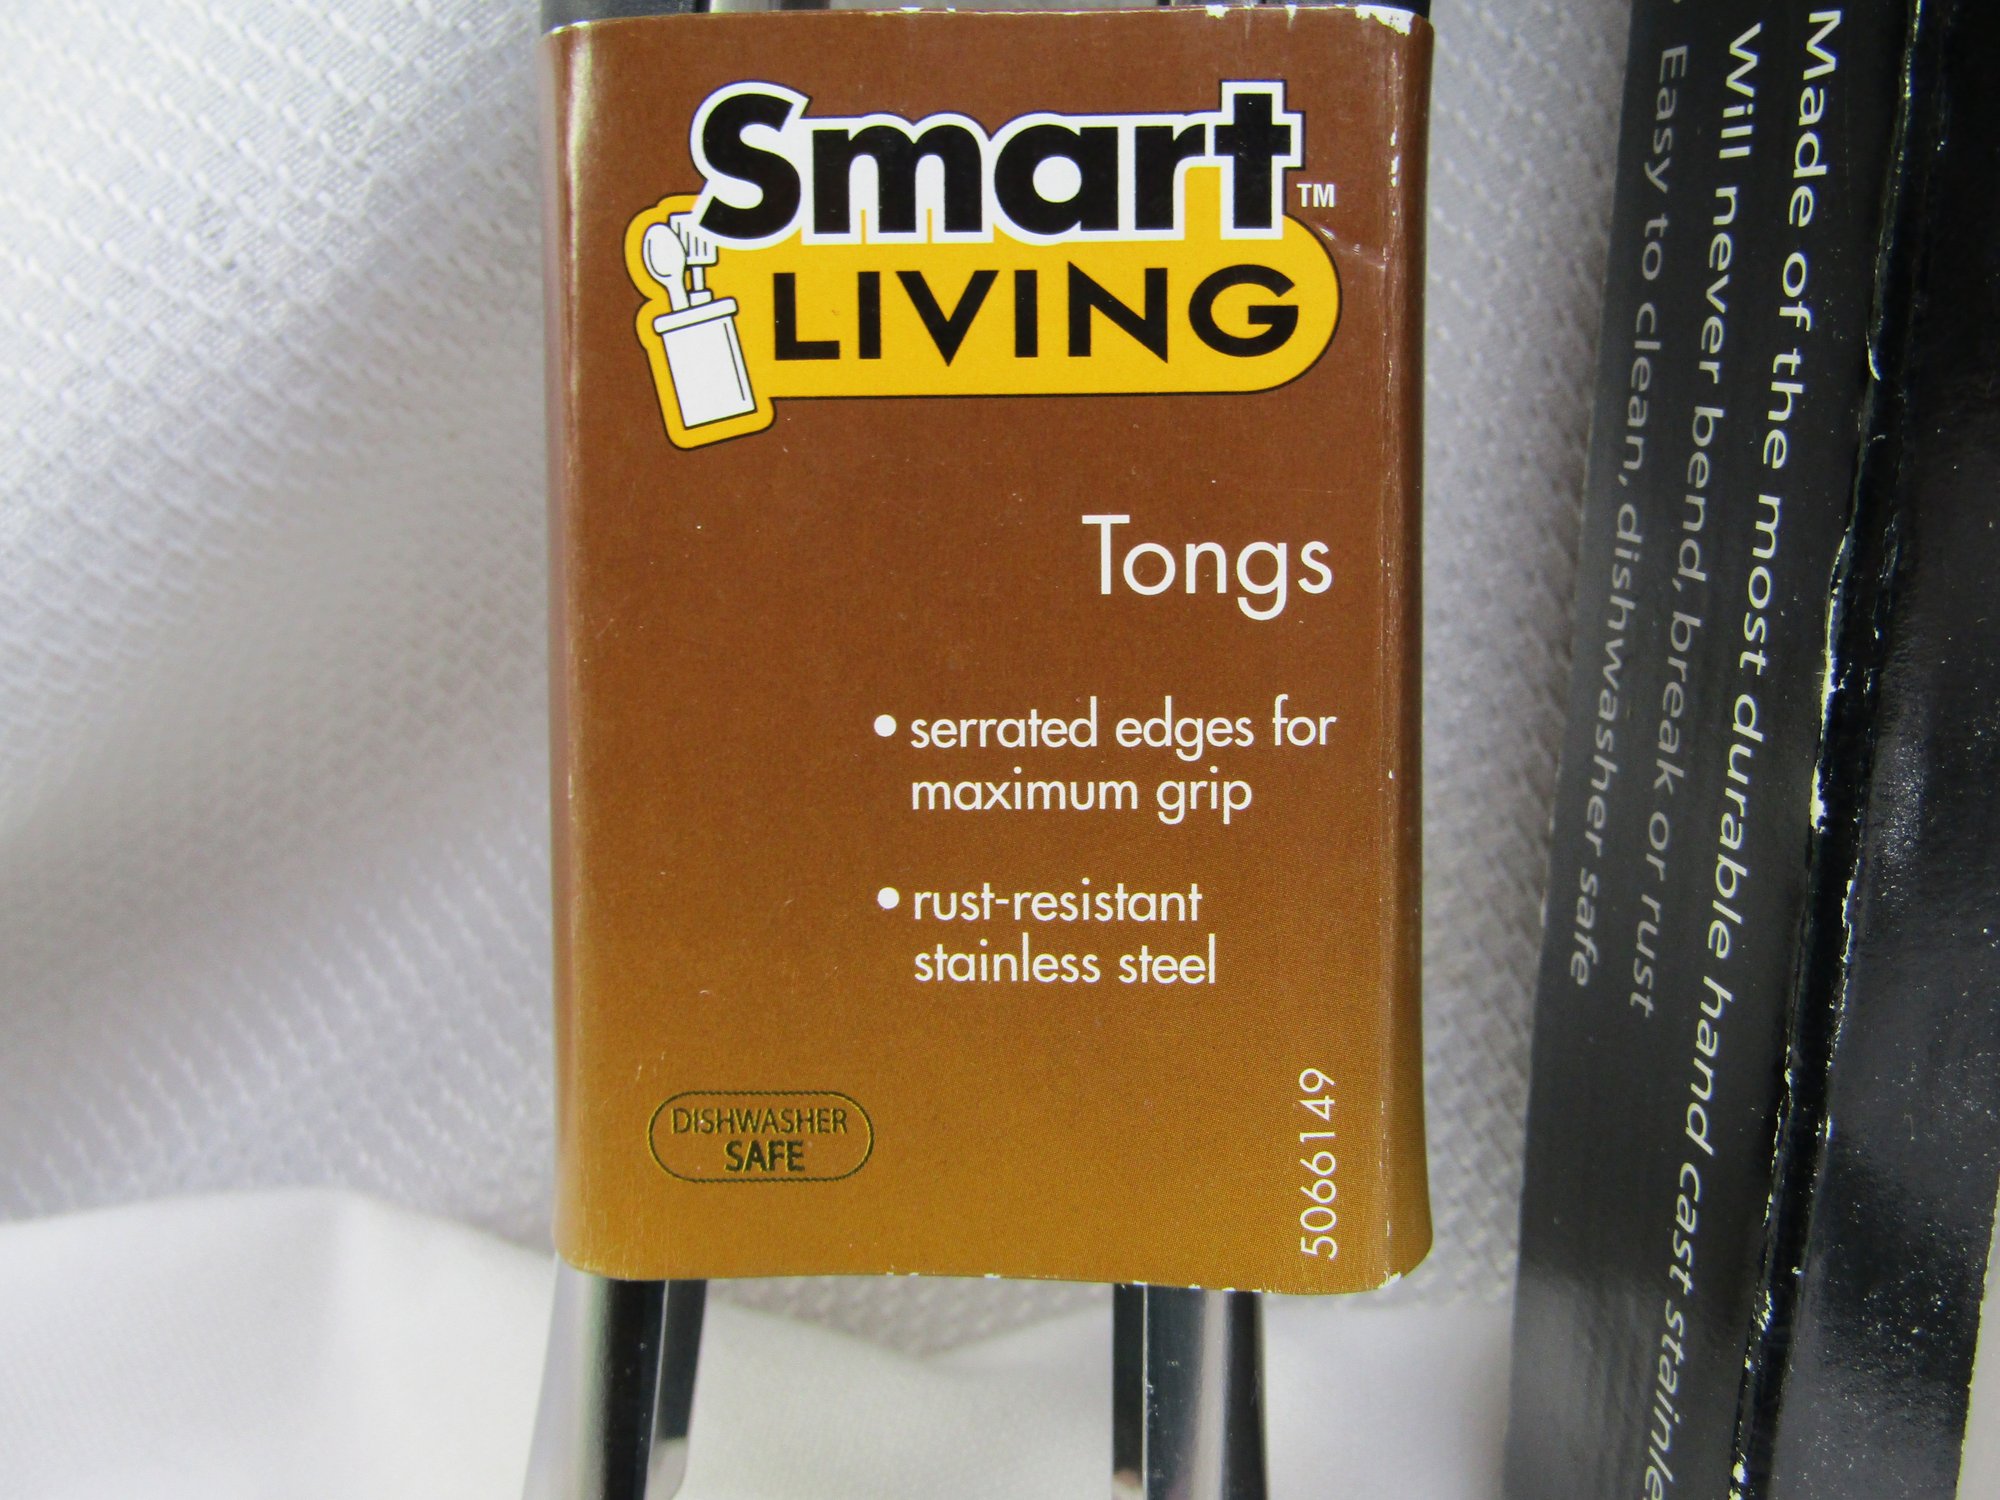 Smart™
LIVING
Tongs
• serrated edges for
maximum grip
• rust-resistant
stainless steel
DISHWASHER
SAFE
5066149
Made of the most durable hand cast stainle
Will never bend, break or rust
Easy to clean, dishwasher safe